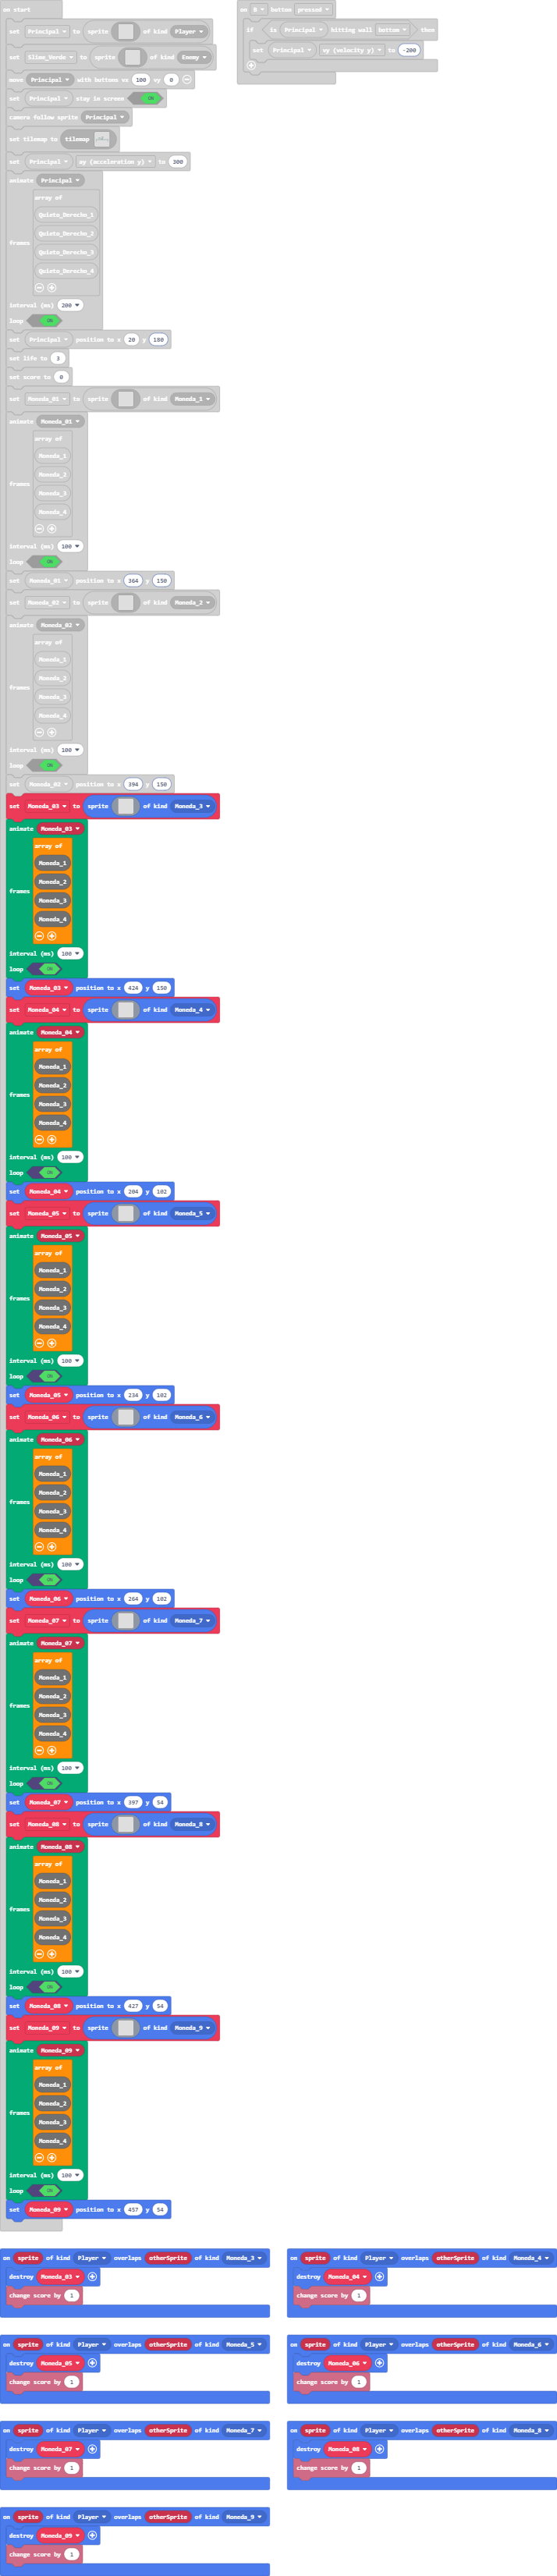 on start
set Principal to sprite of kind Player
set Slime_Verde to sprite of kind Enemy
move Principal with buttons vx 100 vy 0
set Principal stay in screen ON
camera follow sprite Principal
set tilemap to tilemap
set Principal ay (acceleration y) to 300
animate Principal
array of
Quieto_Derecho_1
Quieto_Derecho_2
frames
Quieto_Derecho_3
Quieto_Derecho_4
interval (ms) 200
loop ON
set Principal position to x 20 y 180
set life to 3
set score to 0
set Moneda_01 to sprite of kind Moneda_1
animate Moneda_01
array of
Moneda_1
Moneda_2
frames
Moneda_3
Moneda_4
interval (ms) 100
loop ON
set Moneda_01 position to x 364 y 150
set Moneda_02 to sprite of kind Moneda_2
animate Moneda_02
array of
Moneda_1
Moneda_2
frames
Moneda_3
Moneda_4
interval (ms) 100
loop ON
set Moneda_02 position to x 394 y 150
set Moneda_03 to sprite of kind Moneda_3
animate Moneda_03
array of
Moneda_1
Moneda_2
frames
Moneda_3
Moneda_4
interval (ms) 100
loop ON
set Moneda_03 position to x 424 y 150
set Moneda_04 to sprite of kind Moneda_4
animate Moneda_04
array of
Moneda_1
Moneda_2
frames
Moneda_3
Moneda_4
interval (ms) 100
loop ON
set Moneda_04 position to x 204 y 102
set Moneda_05 to sprite of kind Moneda_5
animate Moneda_05
array of
Moneda_1
Moneda_2
frames
Moneda_3
Moneda_4
interval (ms) 100
loop ON
set Moneda_05 position to x 234 y 102
set Moneda_06 to sprite of kind Moneda_6
animate Moneda_06
array of
Moneda_1
Moneda_2
frames
Moneda_3
Moneda_4
interval (ms) 100
loop ON
set Moneda_06 position to x 264 y 102
set Moneda_07 to sprite of kind Moneda_7
animate Moneda_07
array of
Moneda_1
Moneda_2
frames
Moneda_3
Moneda_4
interval (ms) 100
loop ON
set Moneda_07 position to x 397 y 54
set Moneda_08 to sprite of kind Moneda_8
animate Moneda_08
array of
Moneda_1
Moneda_2
frames
Moneda_3
Moneda_4
interval (ms) 100
loop ON
set Moneda_08 position to x 427 y 54
set Moneda_09 to sprite of kind Moneda_9
animate Moneda_09
array of
Moneda_1
Moneda_2
frames
Moneda_3
Moneda_4
interval (ms) 100
loop ON
set Moneda_09 position to x 457 y 54
on B button pressed
if is Principal hitting wall bottom then
set Principal vy (velocity y) to -200
on sprite of kind Player overlaps otherSprite of kind Moneda_3
destroy Moneda_03
change score by 1
on sprite of kind Player overlaps otherSprite of kind Moneda_4
destroy Moneda_04
change score by 1
on sprite of kind Player overlaps otherSprite of kind Moneda_5
destroy Moneda_05
change score by 1
on sprite of kind Player overlaps otherSprite of kind Moneda_6
destroy Moneda_06
change score by 1
on sprite of kind Player overlaps otherSprite of kind Moneda_7
destroy Moneda_07
change score by 1
on sprite of kind Player overlaps otherSprite of kind Moneda_8
destroy Moneda_08
change score by 1
on sprite of kind Player overlaps otherSprite of kind Moneda_9
destroy Moneda_09
change score by 1